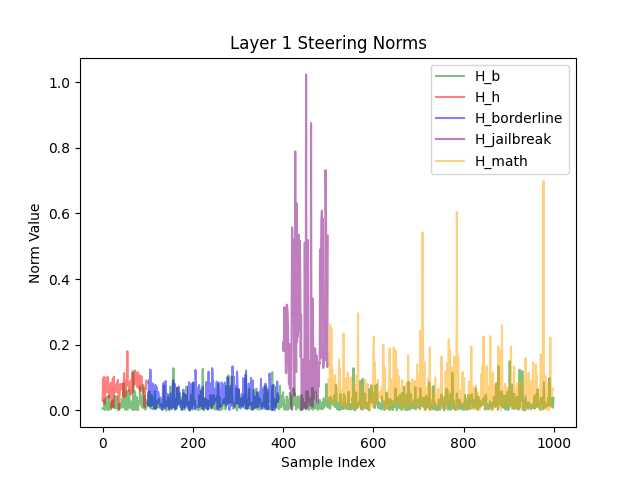 Layer 1 Steering Norms
1.0
0.8
0.6
0.4
0.2
0.0
Norm Value
H_b
H_h
H_borderline
H_jailbreak
H_math
0
200
400
600
800
1000
Sample Index